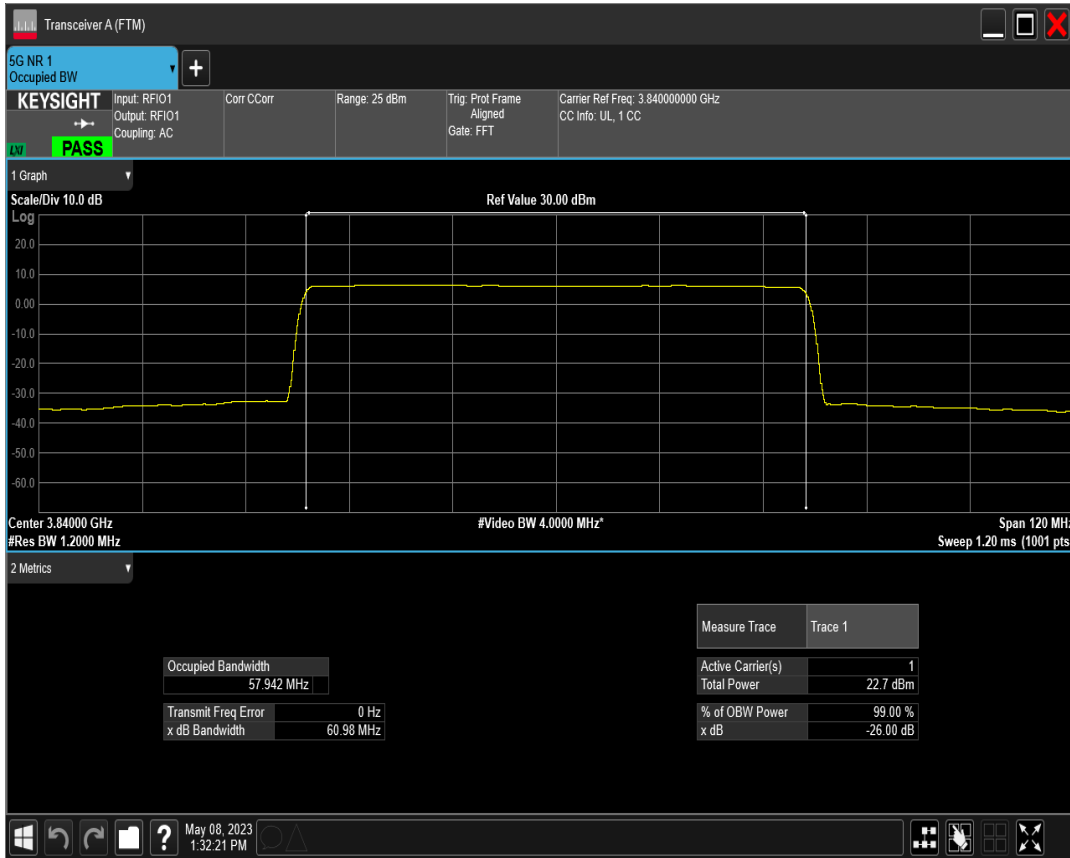 Transceiver A (FTM)
5G NR 1
Occupied BW
+
KEYSIGHT
LXI
PASS
Input: RFIO1
Output: RFIO1
Coupling: AC
Corr CCorr
Range: 25 dBm
Trig: Prot Frame
Aligned
Gate: FFT
Carrier Ref Freq: 3.840000000 GHz
CC Info: UL, 1 CC
1 Graph
Scale/Div 10.0 dB
Ref Value 30.00 dBm
Log
20.0
10.0
0.00
-10.0
-20.0
-30.0
-40.0
-50.0
-60.0
Center 3.84000 GHz
#Video BW 4.0000 MHz*
Span 120 MHz
#Res BW 1.2000 MHz
Sweep 1.20 ms (1001 pts
2 Metrics
Measure Trace Trace 1
Occupied Bandwidth
57.942 MHz
Active Carrier(s) 1
Total Power 22.7 dBm
Transmit Freq Error 0 Hz
x dB Bandwidth 60.98 MHz
% of OBW Power 99.00 %
x dB -26.00 dB
?
May 08, 2023
1:32:21 PM